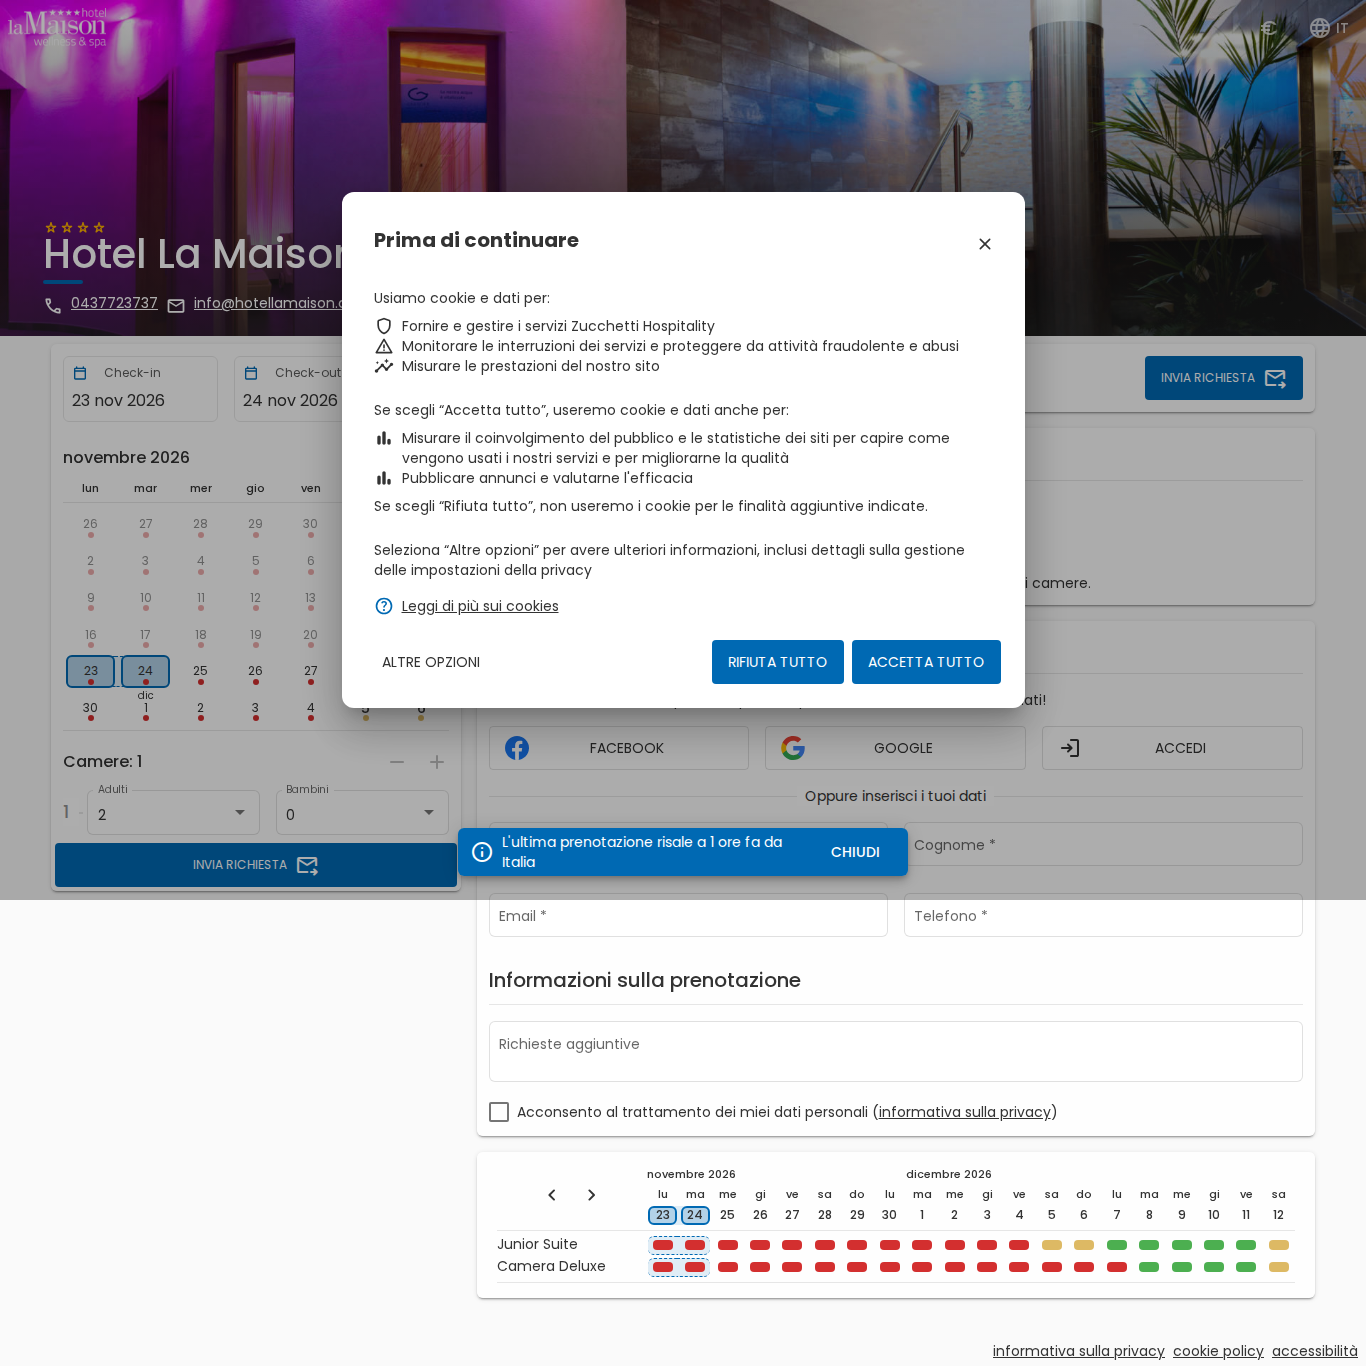 ★★★★hotel
laMaison
wellness & spa
€
IT
Hotel La Maison
0437723737
info@hotellamaison.c
Check-in
23 nov 2026
Check-out
24 nov 2026
INVIA RICHIESTA
novembre 2026
lun mar mer gio ven
26 27 28 29 30
2 3 4 5 6
9 10 11 12 13
16 17 18 19 20
23 24 25 26 27
dic
30 1 2 3 4 5 6
Camere: 1
Adulti
Bambini
1 - 2
0
INVIA RICHIESTA
Prima di continuare
Usiamo cookie e dati per:
Fornire e gestire i servizi Zucchetti Hospitality
Monitorare le interruzioni dei servizi e proteggere da attività fraudolente e abusi
Misurare le prestazioni del nostro sito
Se scegli “Accetta tutto”, useremo cookie e dati anche per:
Misurare il coinvolgimento del pubblico e le statistiche dei siti per capire come
vengono usati i nostri servizi e per migliorarne la qualità
Pubblicare annunci e valutarne l'efficacia
Se scegli “Rifiuta tutto”, non useremo i cookie per le finalità aggiuntive indicate.
Seleziona “Altre opzioni” per avere ulteriori informazioni, inclusi dettagli sulla gestione
delle impostazioni della privacy
Leggi di più sui cookies
ALTRE OPZIONI
RIFIUTA TUTTO
ACCETTA TUTTO
i camere.
ati!
FACEBOOK
GOOGLE
ACCEDI
Oppure inserisci i tuoi dati
L'ultima prenotazione risale a 1 ore fa da
Italia
CHIUDI
Cognome *
Email *
Telefono *
Informazioni sulla prenotazione
Richieste aggiuntive
Acconsento al trattamento dei miei dati personali (informativa sulla privacy)
novembre 2026 dicembre 2026
lu ma me gi ve sa do lu ma me gi ve sa do lu ma me gi ve sa
23 24 25 26 27 28 29 30 1 2 3 4 5 6 7 8 9 10 11 12
Junior Suite
Camera Deluxe
informativa sulla privacy cookie policy accessibilità